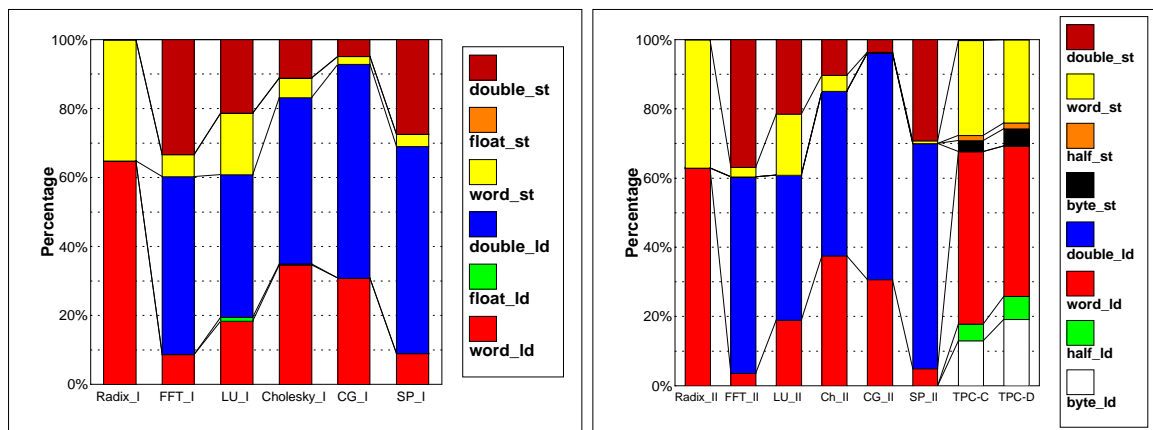 100%
80%
60%
40%
20%
0%
Percentage
Radix_I FFT_I LU_I Cholesky_I CG_I SP_I
double_st
float_st
word_st
double_ld
float_ld
word_ld
100%
80%
60%
40%
20%
0%
Percentage
Radix_II FFT_II LU_II Ch_II CG_II SP_II TPC-C TPC-D
double_st
word_st
half_st
byte_st
double_ld
word_ld
half_ld
byte_ld